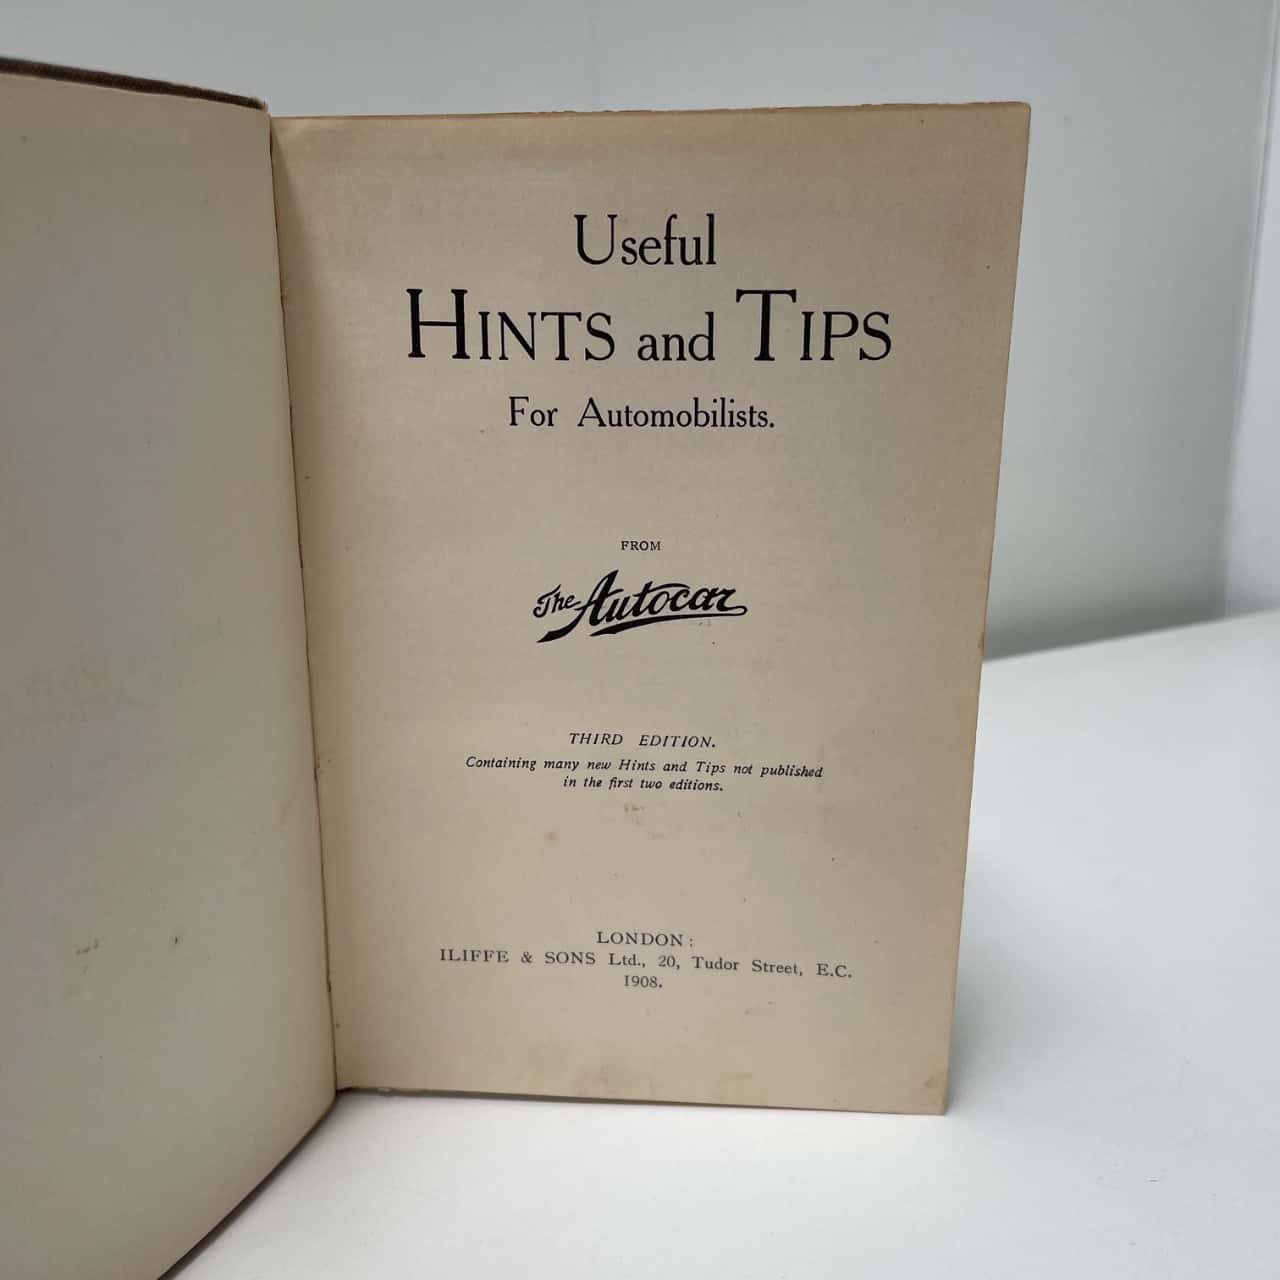 Useful
HINTS and TIPS
For Automobilists.
FROM
The Autocar
THIRD EDITION.
Containing many new Hints and Tips not published
in the first two editions.
LONDON:
ILIFFE & SONS Ltd., 20, Tudor Street, E.C.
1908.